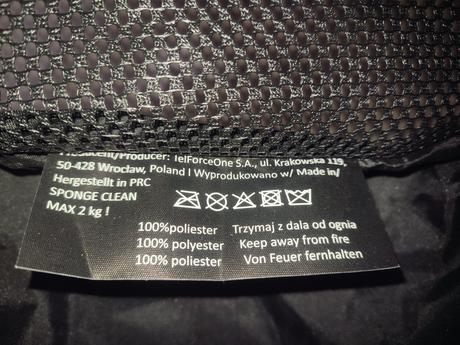 Producent/Producer: TelForceOne S.A., ul. Krakowska 119,
50-428 Wrocław, Poland I Wyprodukowano w/ Made in/
Hergestellt in PRC
SPONGE CLEAN
MAX 2 kg !
100%poliester Trzymaj z dala od ognia
100% polyester Keep away from fire
100% poliester Von Feuer fernhalten